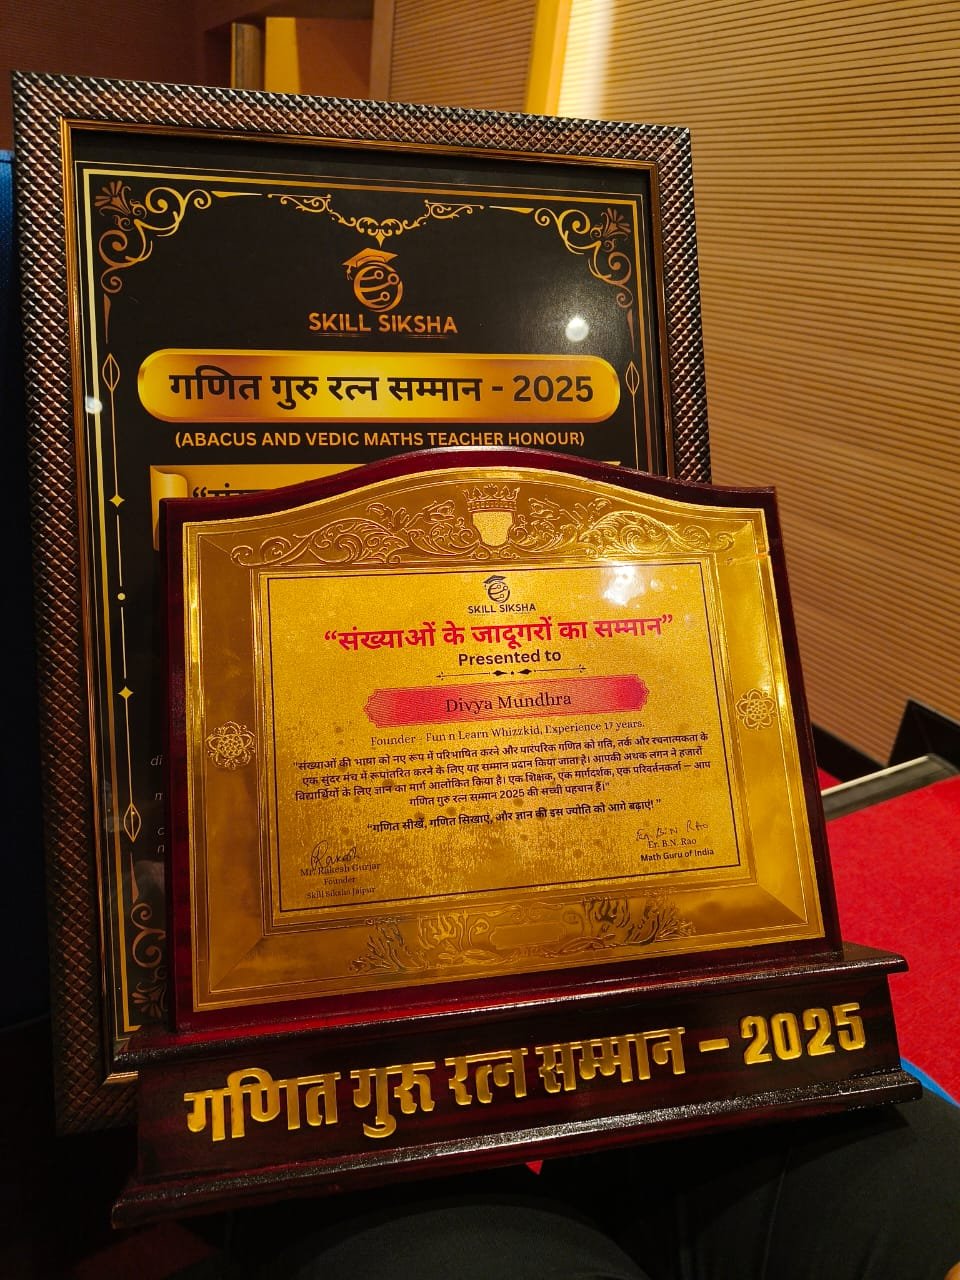 SKILL SIKSHA
गणित गुरु रत्न सम्मान - 2025
(ABACUS AND VEDIC MATHS TEACHER HONOUR)
SKILL SIKSHA
“संख्याओं के जादूगरों का सम्मान”
Presented to
Divya Mundhra
Founder - Fun n Learn Whizzkid, Experience 17 years.
"संख्याओं की भाषा को नए रूप में परिभाषित करने और पारंपरिक गणित को गति, तर्क और रचनात्मकता के
एक सुंदर मंच में रूपांतरित करने के लिए यह सम्मान प्रदान किया जाता है। आपकी अथक लगन ने हजारों
विद्यार्थियों के लिए ज्ञान का मार्ग आलोकित किया है। एक शिक्षक, एक मार्गदर्शक, एक परिवर्तनकर्ता — आप
गणित गुरु रत्न सम्मान 2025 की सच्ची पहचान हैं।"
"गणित सीखें, गणित सिखाएं, और ज्ञान की इस ज्योति को आगे बढ़ाएं! "
Rakesh
Mr. Rakesh Gurjar
Founder
Skill Siksha Jaipur
Er. B.N. Rao
Er. B.N. Rao
Math Guru of India
गणित गुरू रत्न सम्मान - 2025